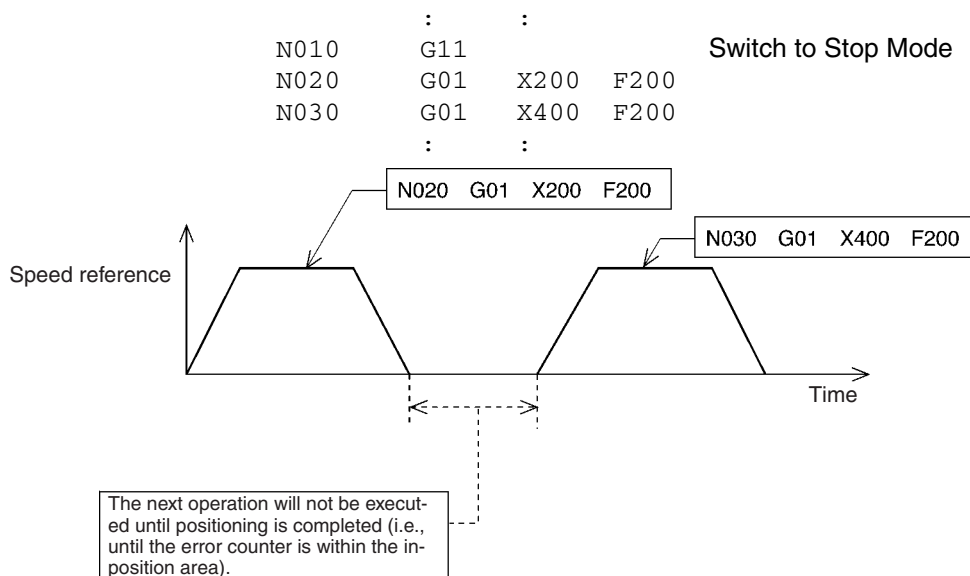 : :
N010 G11 Switch to Stop Mode
N020 G01 X200 F200
N030 G01 X400 F200
: :
N020 G01 X200 F200
N030 G01 X400 F200
Speed reference
Time
The next operation will not be execut-
ed until positioning is completed (i.e.,
until the error counter is within the in-
position area).